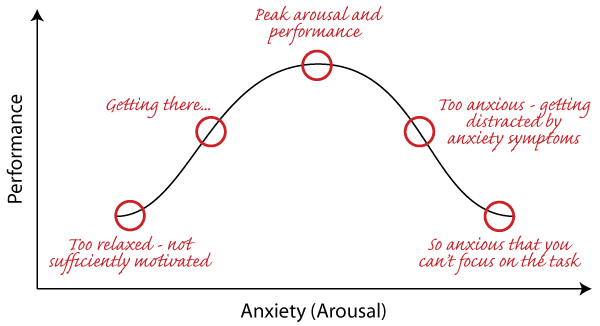 Peak arousal and
performance
Getting there...
Too anxious - getting
distracted by
anxiety symptoms
Performance
Too relaxed - not
sufficiently motivated
So anxious that you
can't focus on the task
Anxiety (Arousal)